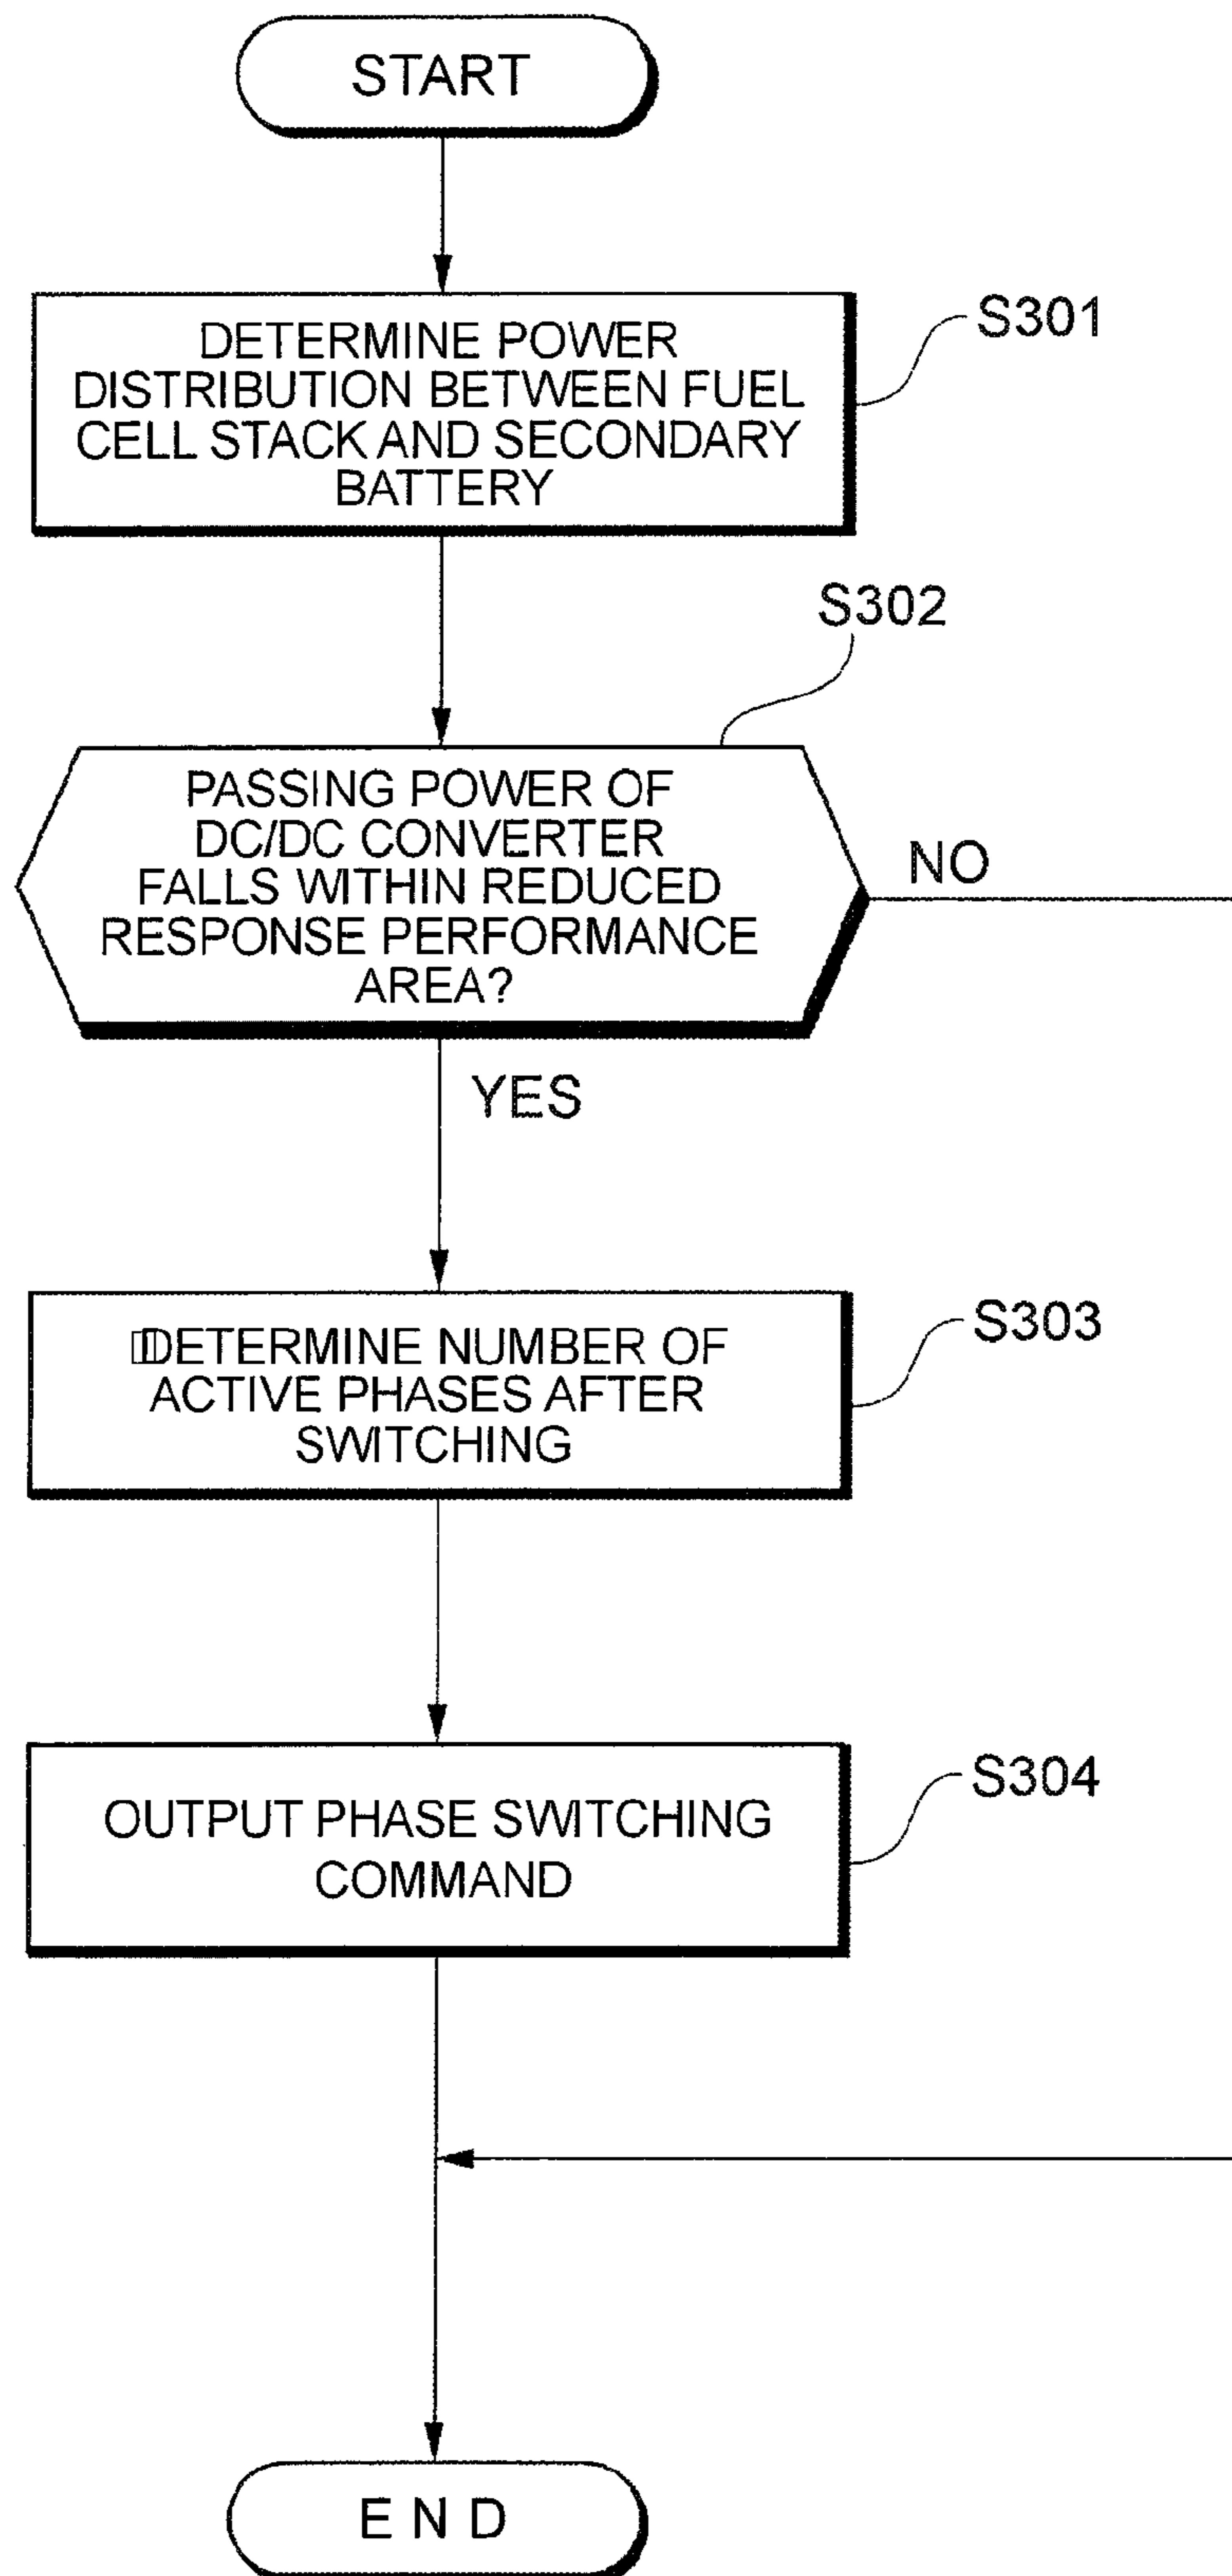 START
DETERMINE POWER
DISTRIBUTION BETWEEN FUEL
CELL STACK AND SECONDARY
BATTERY
S301
S302
PASSING POWER OF
DC/DC CONVERTER
FALLS WITHIN REDUCED
RESPONSE PERFORMANCE
AREA?
NO
YES
DETERMINE NUMBER OF
ACTIVE PHASES AFTER
SWITCHING
S303
OUTPUT PHASE SWITCHING
COMMAND
S304
END